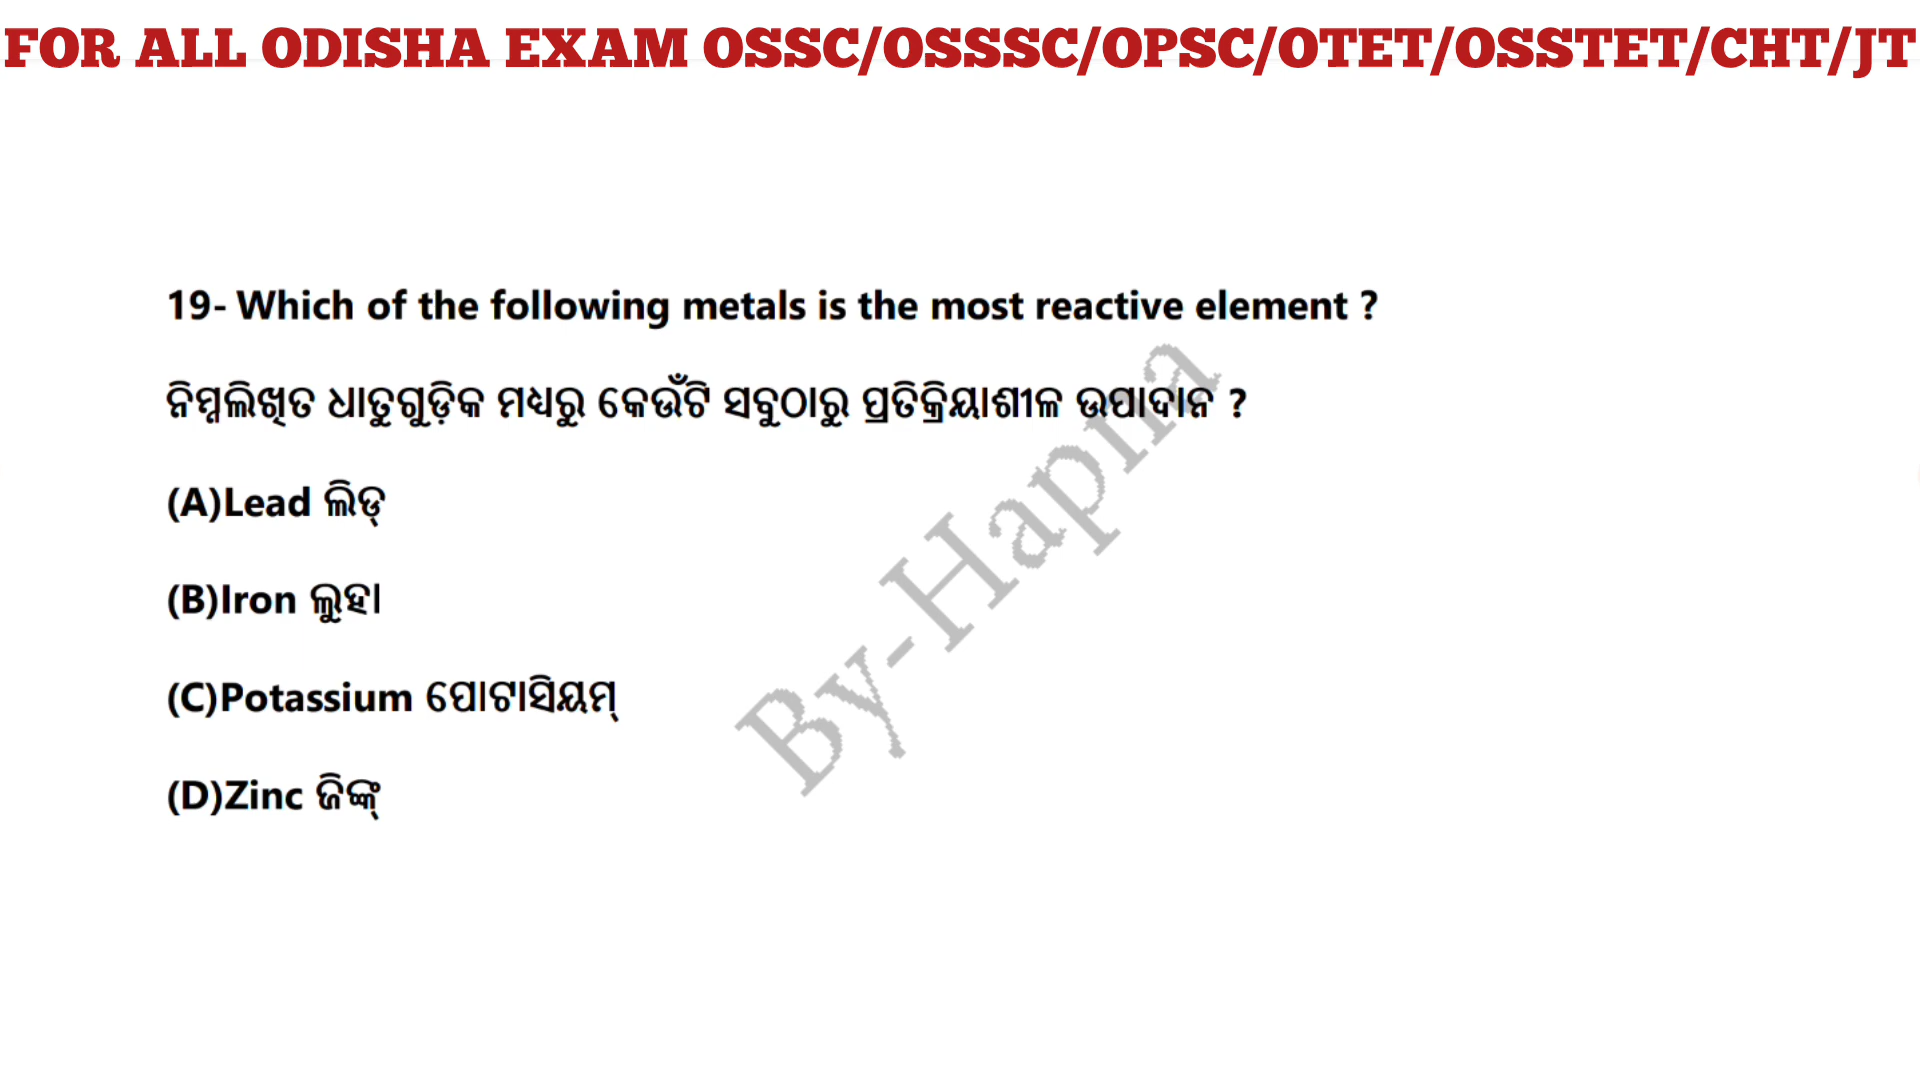 FOR ALL ODISHA EXAM OSSC/OSSSC/OPSC/OTET/OSSTET/CHT/JT
19- Which of the following metals is the most reactive element ?
ନିମ୍ନଲିଖିତ ଧାତୁଗୁଡ଼ିକ ମଧ୍ୟରୁ କେଉଁଟି ସବୁଠାରୁ ପ୍ରତିକ୍ରିୟାଶୀଳ ଉପାଦାନ ?
(A)Lead ଲିଡ୍
(B)Iron ଲୁହା
(C)Potassium ପୋଟାସିୟମ୍
(D)Zinc ଜିଙ୍କ୍
By-Hapna